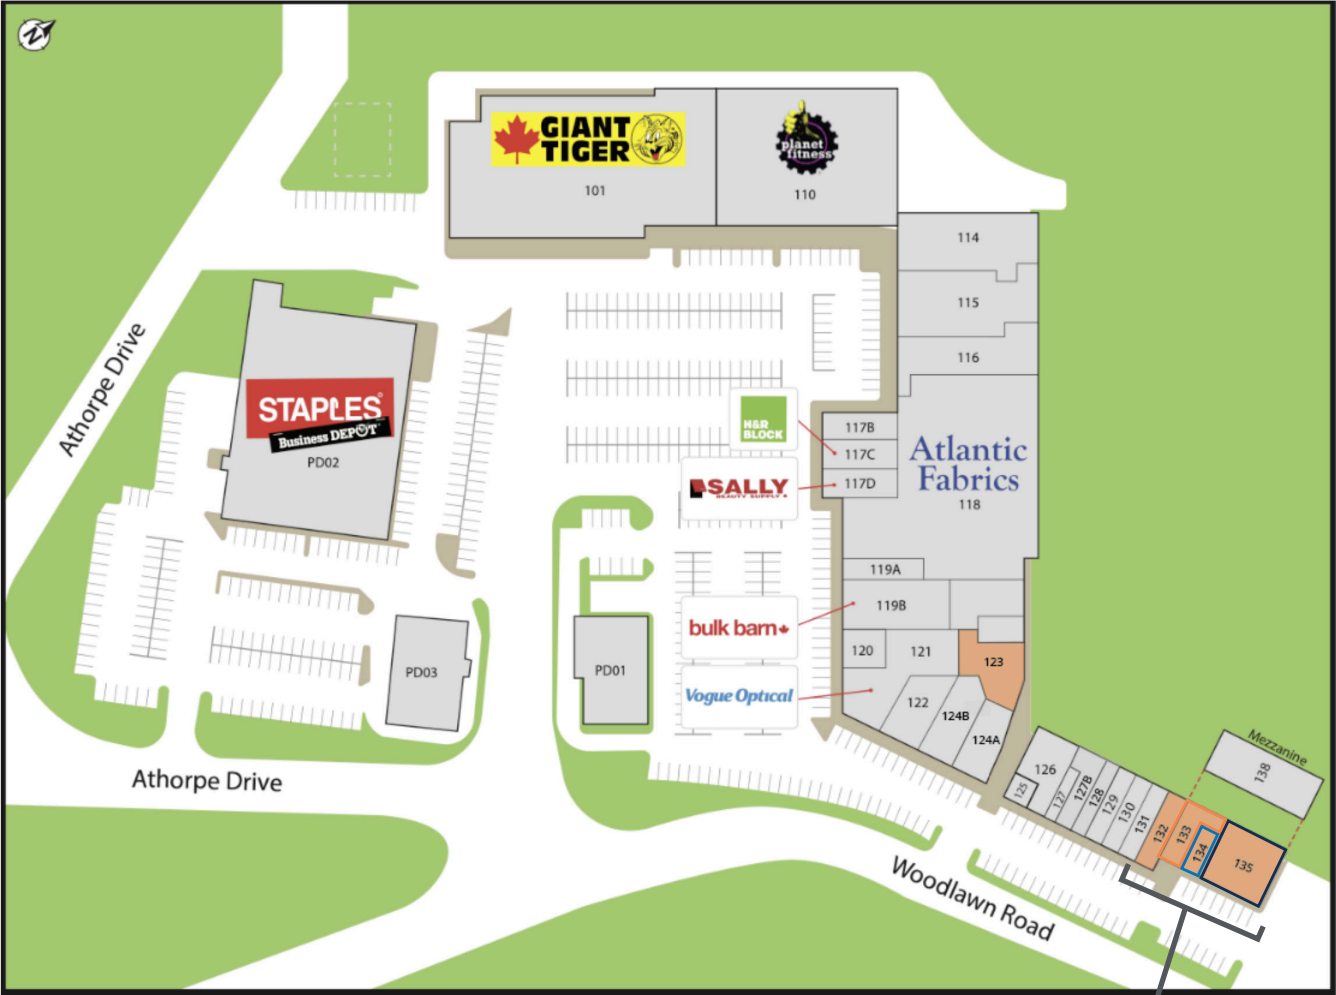 N
GIANT
TIGER
101
planet
fitness
110
114
115
116
Athorpe Drive
STAPLES
Business DEPOT
PD02
H&R
BLOCK
117B
117C
117D
SALLY
BEAUTY SUPPLY
Atlantic
Fabrics
118
119A
119B
bulk barn
120
121
123
Vogue Optical
122
124B
124A
PD03
PD01
Athorpe Drive
Woodlawn Road
126
125
127
127B
128
129
130
131
132
133
134
135
Mezzanine
138